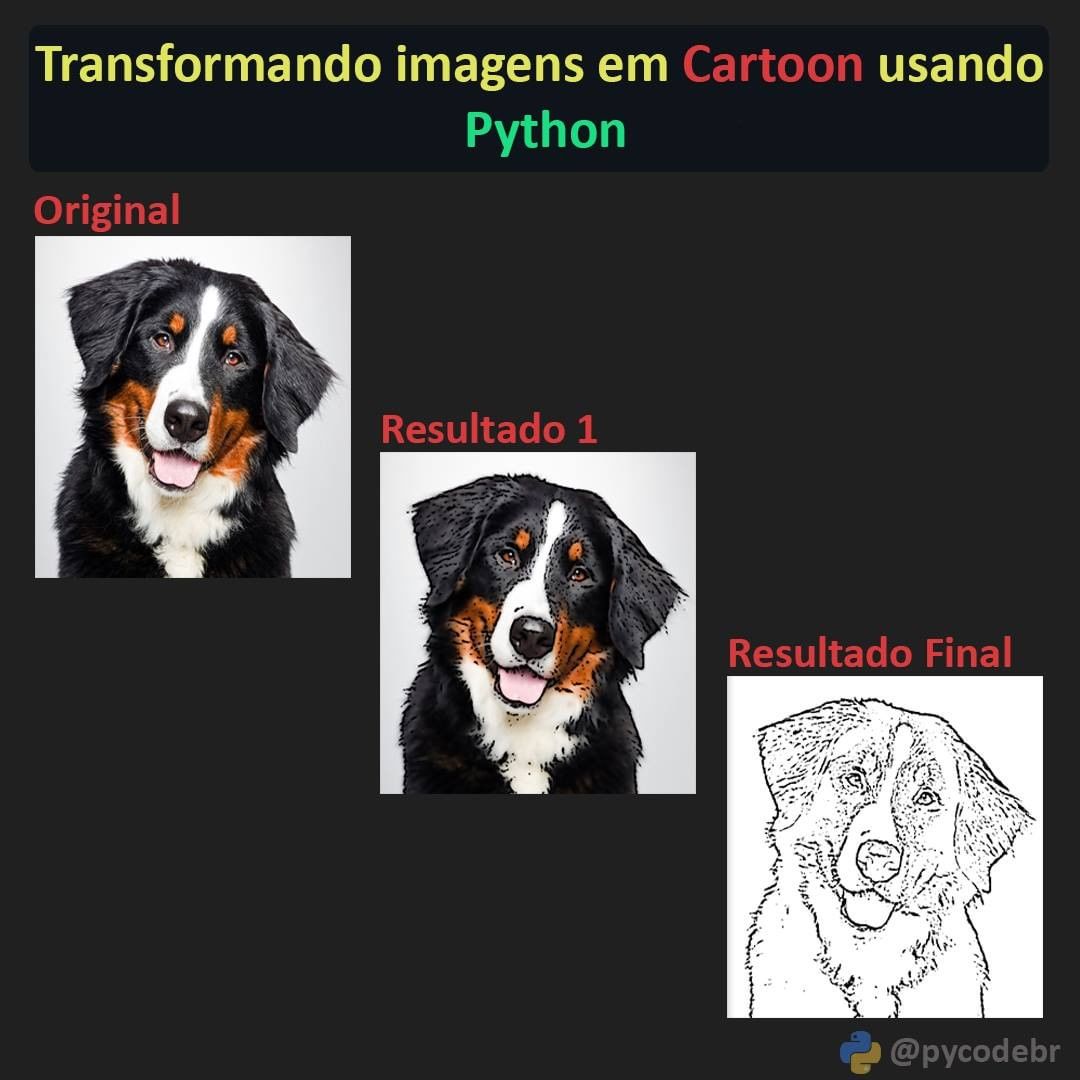 Transformando imagens em Cartoon usando
Python
Original
Resultado 1
Resultado Final
@pycodebr